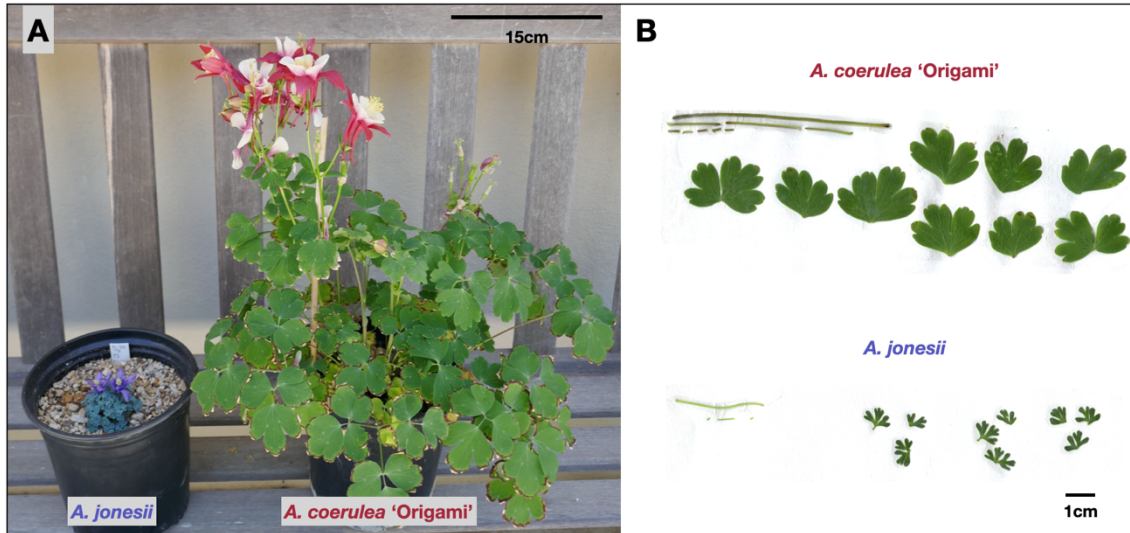 A
15cm
A. jonesii
A. coerulea ‘Origami’
B
A. coerulea ‘Origami’
A. jonesii
1cm